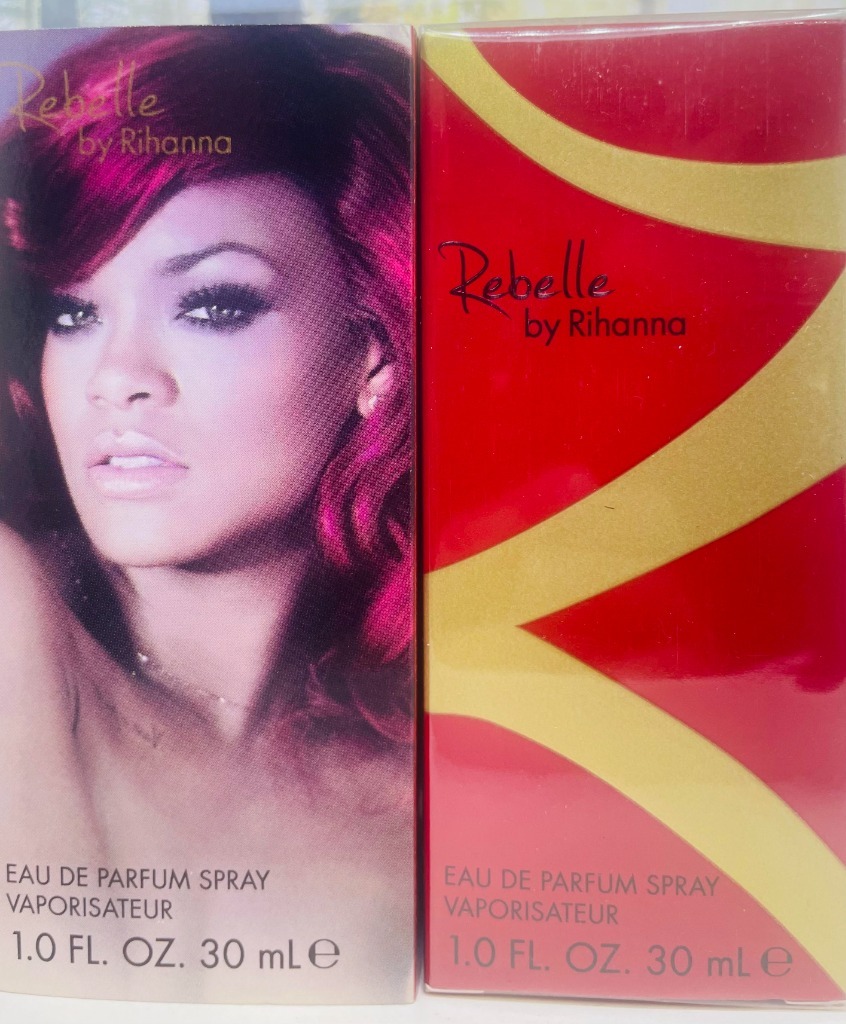 Rebelle
by Rihanna
EAU DE PARFUM SPRAY
VAPORISATEUR
1.0 FL. OZ. 30 mL ℮
Rebelle
by Rihanna
EAU DE PARFUM SPRAY
VAPORISATEUR
1.0 FL. OZ. 30 mL ℮